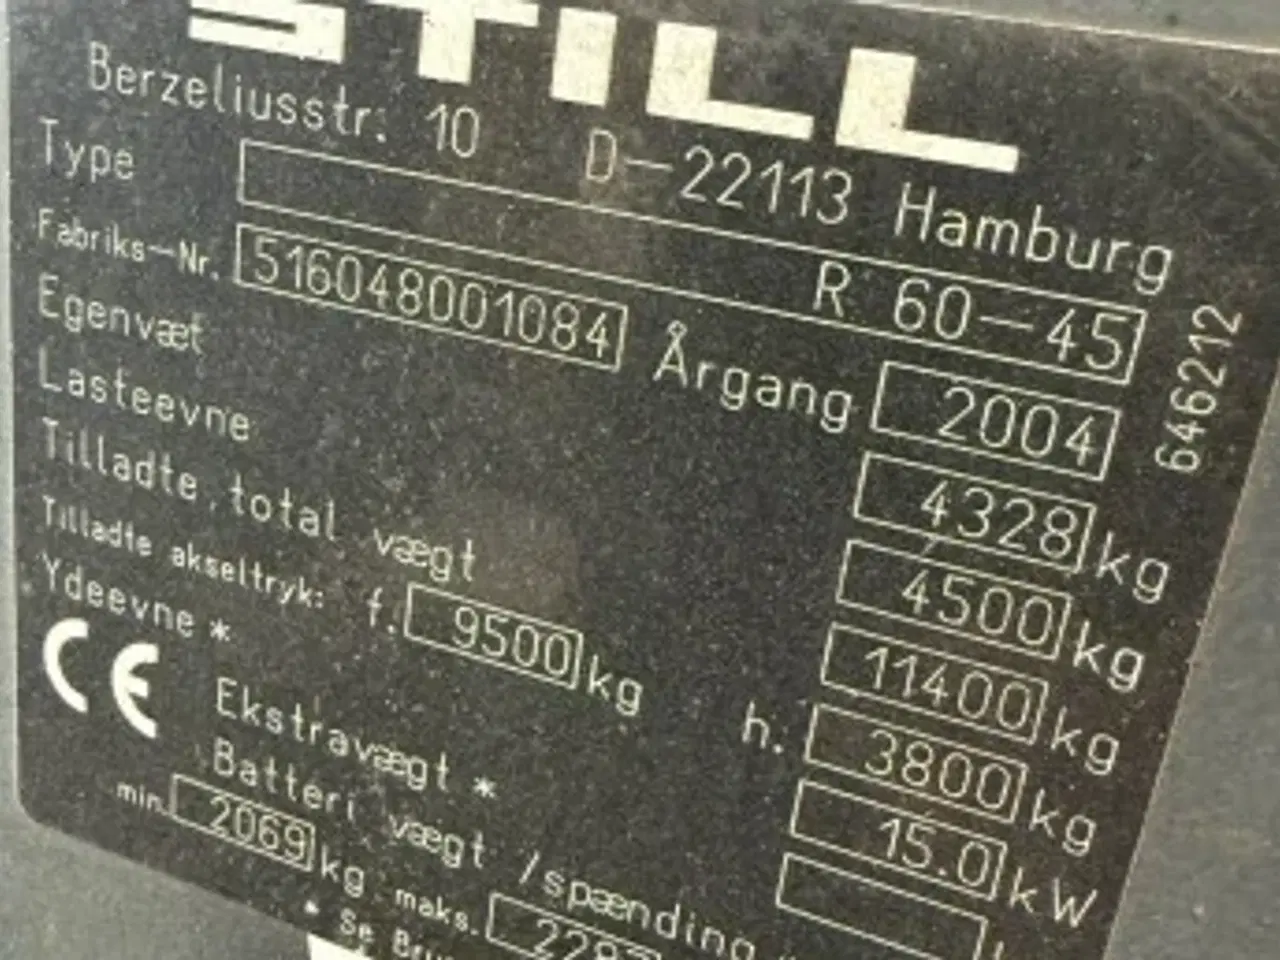 STILL
Berzeliusstr. 10 D-22113 Hamburg
Type R 60-45
Fabriks-Nr. 516048001084 Årgang 2004
Egenvæt 4328 kg
Lasteevne 4500 kg
Tilladte total vægt 11400 kg
Tilladte akseltryk: f. 9500 kg h. 3800 kg
Ydeevne * 15.0 kW
CE
Ekstravægt *
Batteri vægt /spænding
min. 2069 kg maks.
* Se
646212